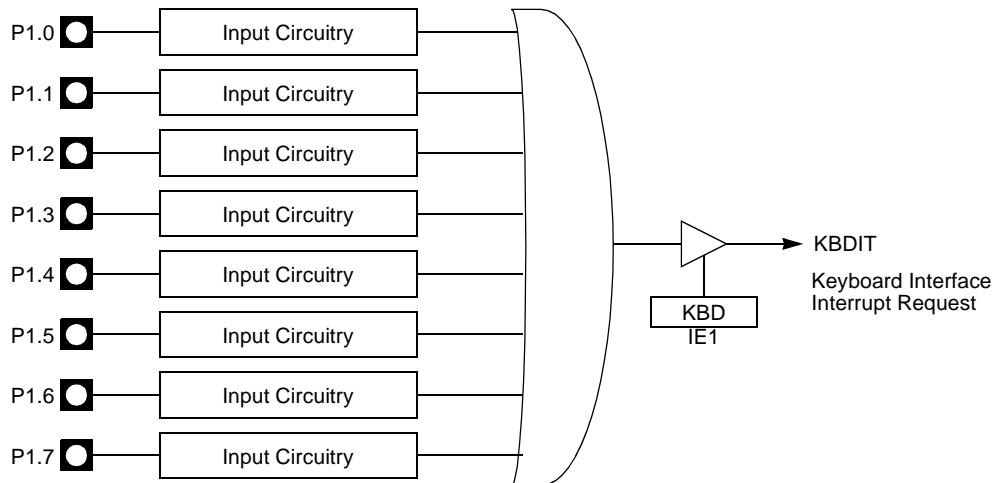 P1.0 Input Circuitry
P1.1 Input Circuitry
P1.2 Input Circuitry
P1.3 Input Circuitry
P1.4 Input Circuitry
P1.5 Input Circuitry
P1.6 Input Circuitry
P1.7 Input Circuitry
KBDIT
Keyboard Interface
Interrupt Request
KBD
IE1